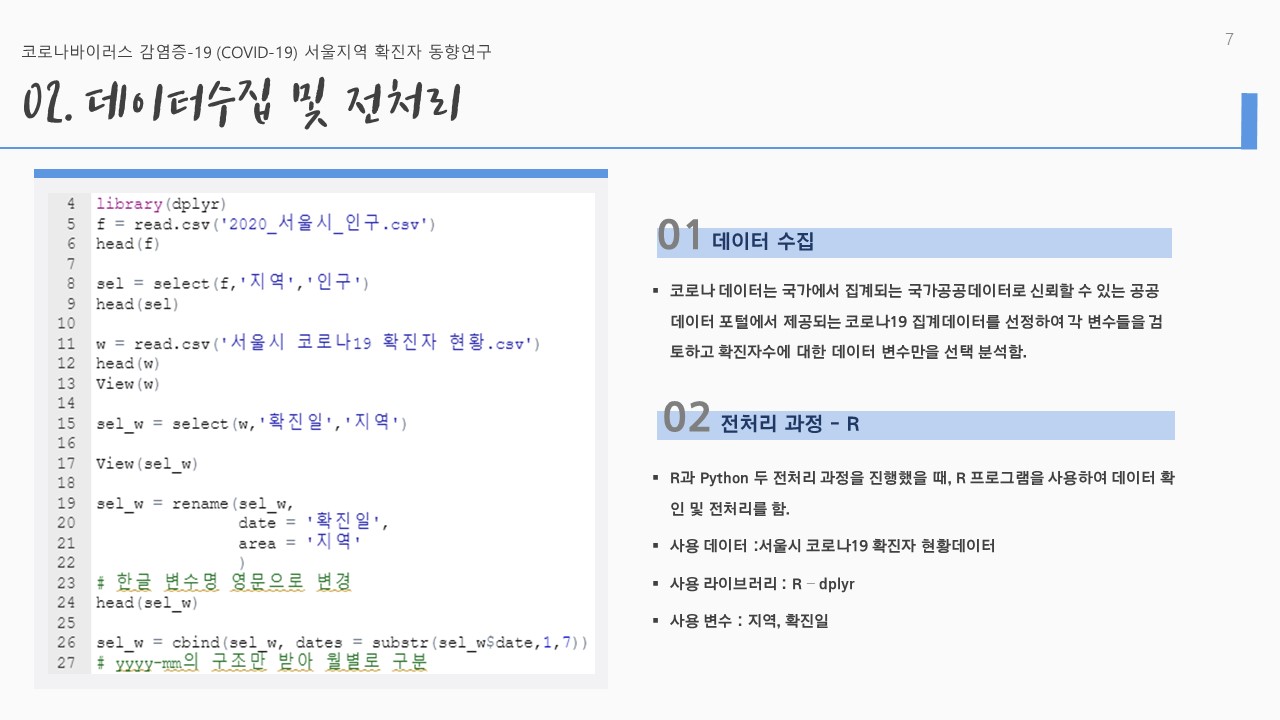 코로나바이러스 감염증-19 (COVID-19) 서울지역 확진자 동향연구
7
02. 데이터수집 및 전처리
4 library(dplyr)
5 f = read.csv('2020_서울시_인구.csv')
6 head(f)
7
8 sel = select(f,'지역','인구')
9 head(sel)
10
11 w = read.csv('서울시 코로나19 확진자 현황.csv')
12 head(w)
13 View(w)
14
15 sel_w = select(w,'확진일','지역')
16
17 View(sel_w)
18
19 sel_w = rename(sel_w,
20 date = '확진일',
21 area = '지역'
22 )
23 # 한글 변수명 영문으로 변경
24 head(sel_w)
25
26 sel_w = cbind(sel_w, dates = substr(sel_w$date,1,7))
27 # yyyy-mm의 구조만 받아 월별로 구분
01 데이터 수집
▪ 코로나 데이터는 국가에서 집계되는 국가공공데이터로 신뢰할 수 있는 공공
데이터 포털에서 제공되는 코로나19 집계데이터를 선정하여 각 변수들을 검
토하고 확진자수에 대한 데이터 변수만을 선택 분석함.
02 전처리 과정 – R
▪ R과 Python 두 전처리 과정을 진행했을 때, R 프로그램을 사용하여 데이터 확
인 및 전처리를 함.
▪ 사용 데이터 :서울시 코로나19 확진자 현황데이터
▪ 사용 라이브러리 : R – dplyr
▪ 사용 변수 : 지역, 확진일